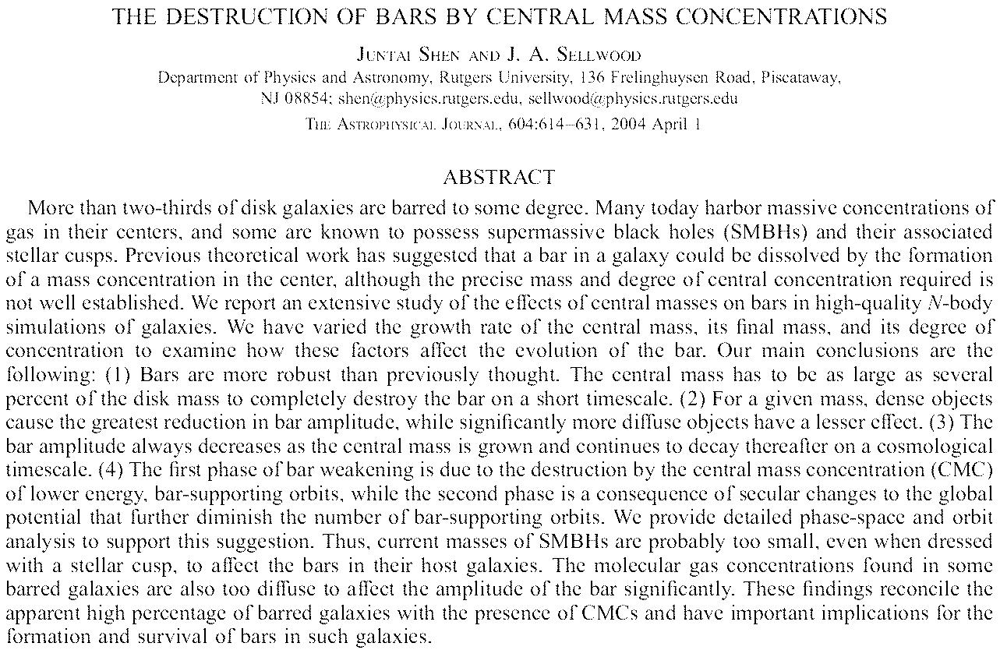 THE DESTRUCTION OF BARS BY CENTRAL MASS CONCENTRATIONS
Juntai Shen and J. A. Sellwood
Department of Physics and Astronomy, Rutgers University, 136 Frelinghuysen Road, Piscataway,
NJ 08854; shen@physics.rutgers.edu, sellwood@physics.rutgers.edu
The Astrophysical Journal, 604:614–631, 2004 April 1
ABSTRACT
More than two-thirds of disk galaxies are barred to some degree. Many today harbor massive concentrations of
gas in their centers, and some are known to possess supermassive black holes (SMBHs) and their associated
stellar cusps. Previous theoretical work has suggested that a bar in a galaxy could be dissolved by the formation
of a mass concentration in the center, although the precise mass and degree of central concentration required is
not well established. We report an extensive study of the effects of central masses on bars in high-quality N-body
simulations of galaxies. We have varied the growth rate of the central mass, its final mass, and its degree of
concentration to examine how these factors affect the evolution of the bar. Our main conclusions are the
following: (1) Bars are more robust than previously thought. The central mass has to be as large as several
percent of the disk mass to completely destroy the bar on a short timescale. (2) For a given mass, dense objects
cause the greatest reduction in bar amplitude, while significantly more diffuse objects have a lesser effect. (3) The
bar amplitude always decreases as the central mass is grown and continues to decay thereafter on a cosmological
timescale. (4) The first phase of bar weakening is due to the destruction by the central mass concentration (CMC)
of lower energy, bar-supporting orbits, while the second phase is a consequence of secular changes to the global
potential that further diminish the number of bar-supporting orbits. We provide detailed phase-space and orbit
analysis to support this suggestion. Thus, current masses of SMBHs are probably too small, even when dressed
with a stellar cusp, to affect the bars in their host galaxies. The molecular gas concentrations found in some
barred galaxies are also too diffuse to affect the amplitude of the bar significantly. These findings reconcile the
apparent high percentage of barred galaxies with the presence of CMCs and have important implications for the
formation and survival of bars in such galaxies.